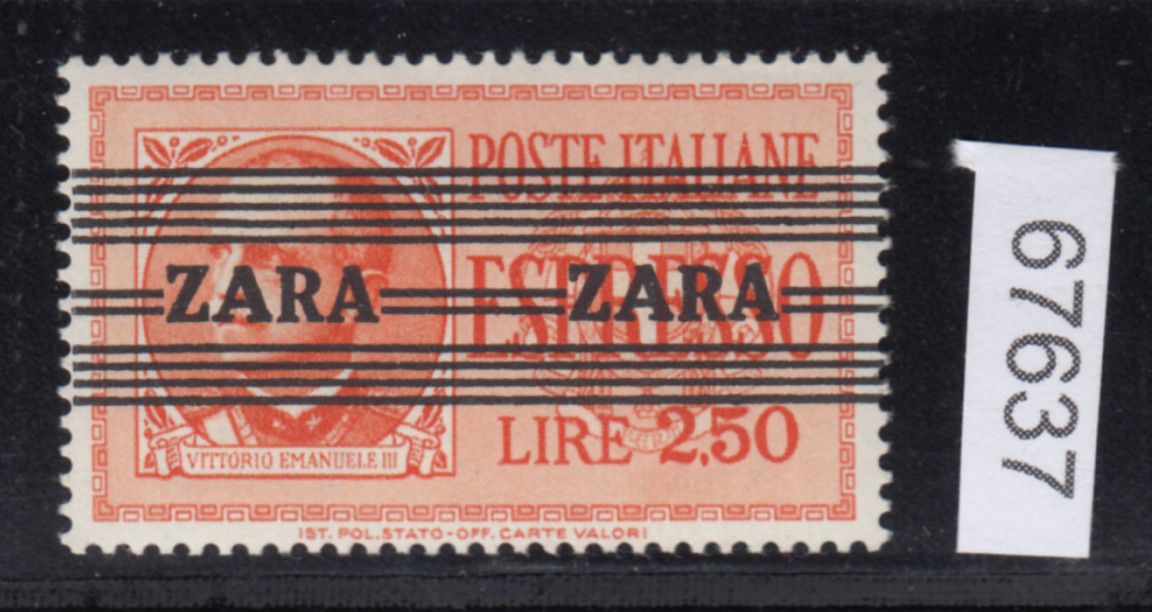 POSTE ITALIANE
ZARA ZARA
ESPRESSO
LIRE 2,50
VITTORIO EMANUELE III
IST. POL. STATO-OFF. CARTE VALORI
67637